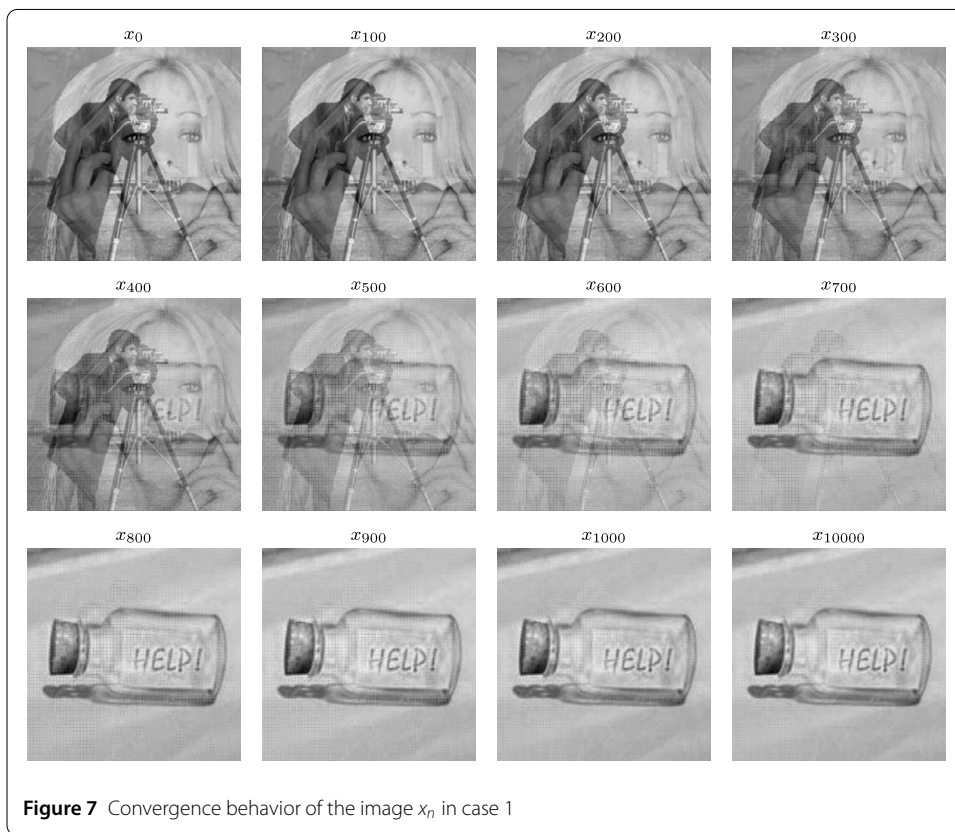 x₀ x₁₀₀ x₂₀₀ x₃₀₀
HELP!
x₄₀₀ x₅₀₀ x₆₀₀ x₇₀₀
HELP! HELP! HELP! HELP!
x₈₀₀ x₉₀₀ x₁₀₀₀ x₁₀₀₀₀
HELP! HELP! HELP! HELP!
Figure 7 Convergence behavior of the image xₙ in case 1